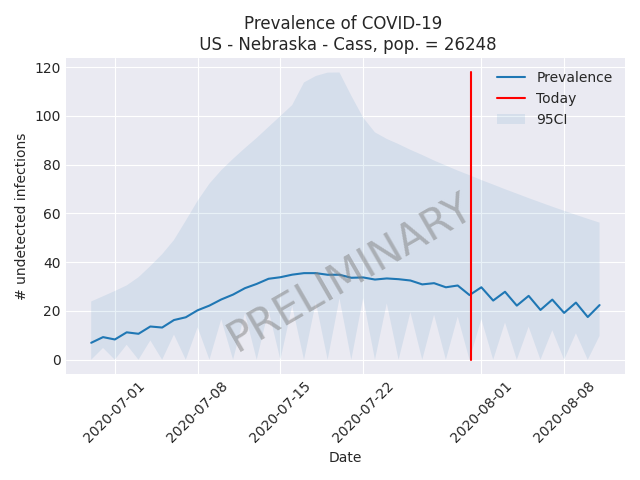 Prevalence of COVID-19
US - Nebraska - Cass, pop. = 26248
# undetected infections
120
100
80
60
40
20
0
Prevalence
Today
95CI
PRELIMINARY
2020-07-01
2020-07-08
2020-07-15
2020-07-22
2020-08-01
2020-08-08
Date